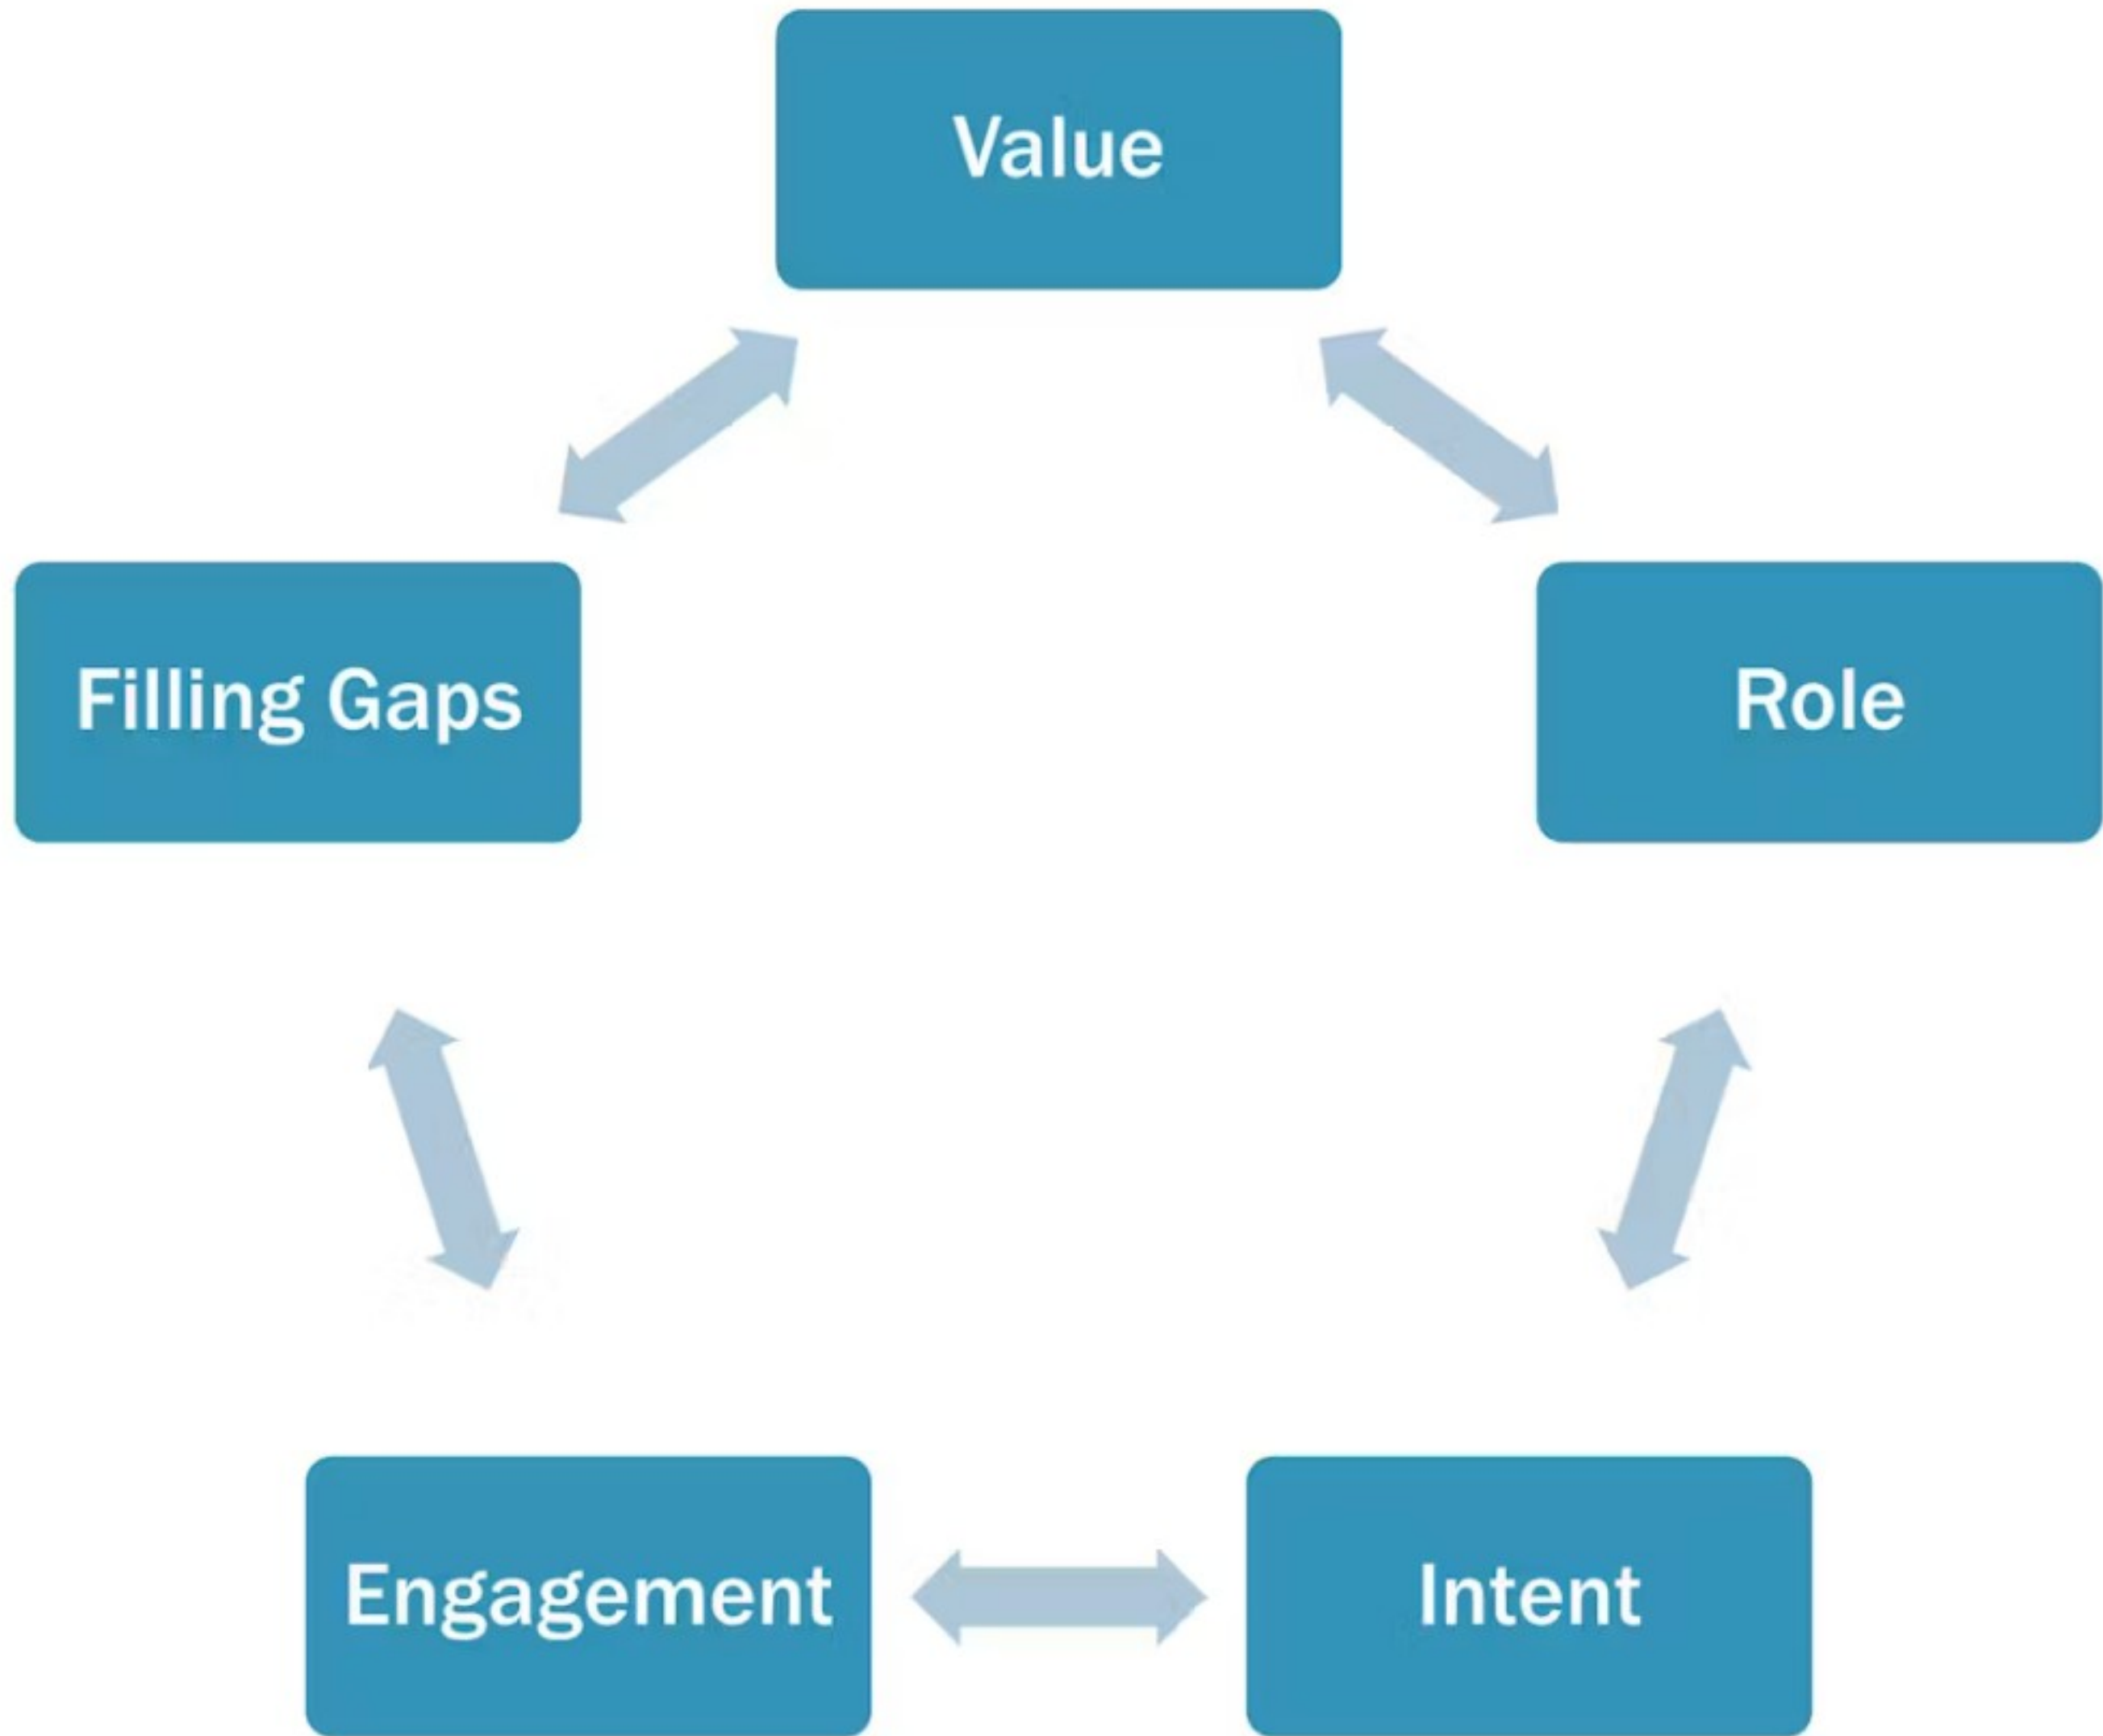 Value
Filling Gaps
Role
Engagement
Intent